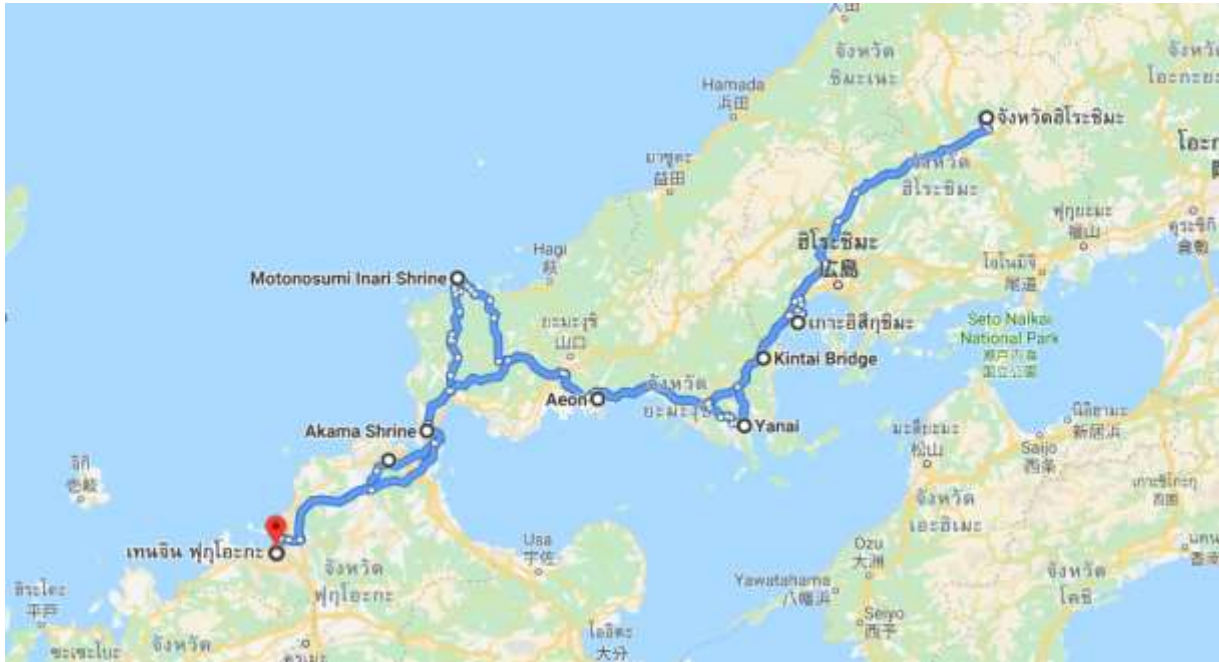 จังหวัด
ชิมะเนะ
Hamada
浜田
จังหวัดฮิโระชิมะ
มาซูดะ
益田
จังหวัด
ฮิโระชิมะ
ฟุกุยะมะ
福山
คุระชิกิ
倉敷
Hagi
萩
ฮิโระชิมะ
広島
โอโนมิจิ
尾道
Motonosumi Inari Shrine
เกาะอิสึกุชิมะ
Seto Naikai
National Park
瀬戸内海
国立公園
ยะมะงุชิ
山口
Kintai Bridge
Aeon
จังหวัด
ยะมะงุชิ
Yanai
Akama Shrine
มะสึยะมะ
松山
นิอิฮามะ
新居浜
Saijo
西条
อิกิ
壱岐
จังหวัด
เอะฮิเมะ
เทนจิน ฟุกุโอะกะ
จังหวัด
ฟุกุโอะกะ
Usa
宇佐
Ozu
大洲
Yawatahama
八幡浜
จังหวัด
โคชิ
ฮิระโดะ
平戸
Seiyo
西予
โออิตะ
大分
ซะเซะโบะ